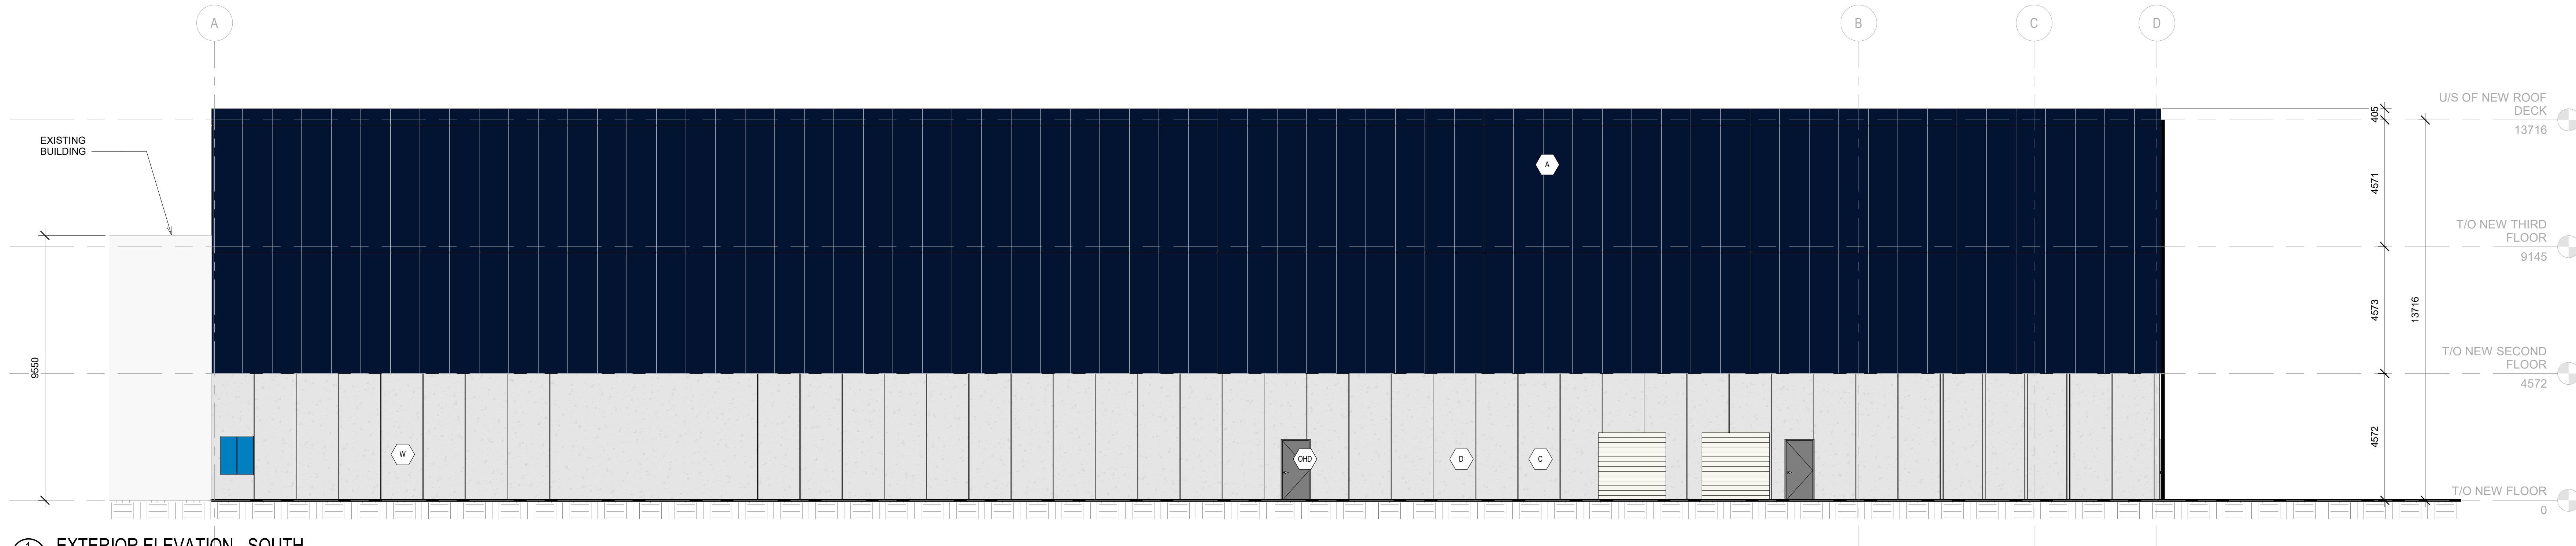 A
B
C
D
EXISTING
BUILDING
U/S OF NEW ROOF
DECK
13716
405
A
4571
T/O NEW THIRD
FLOOR
9145
4573
13716
9550
T/O NEW SECOND
FLOOR
4572
W
OHD
D
C
4572
T/O NEW FLOOR
0
1
EXTERIOR ELEVATION - SOUTH